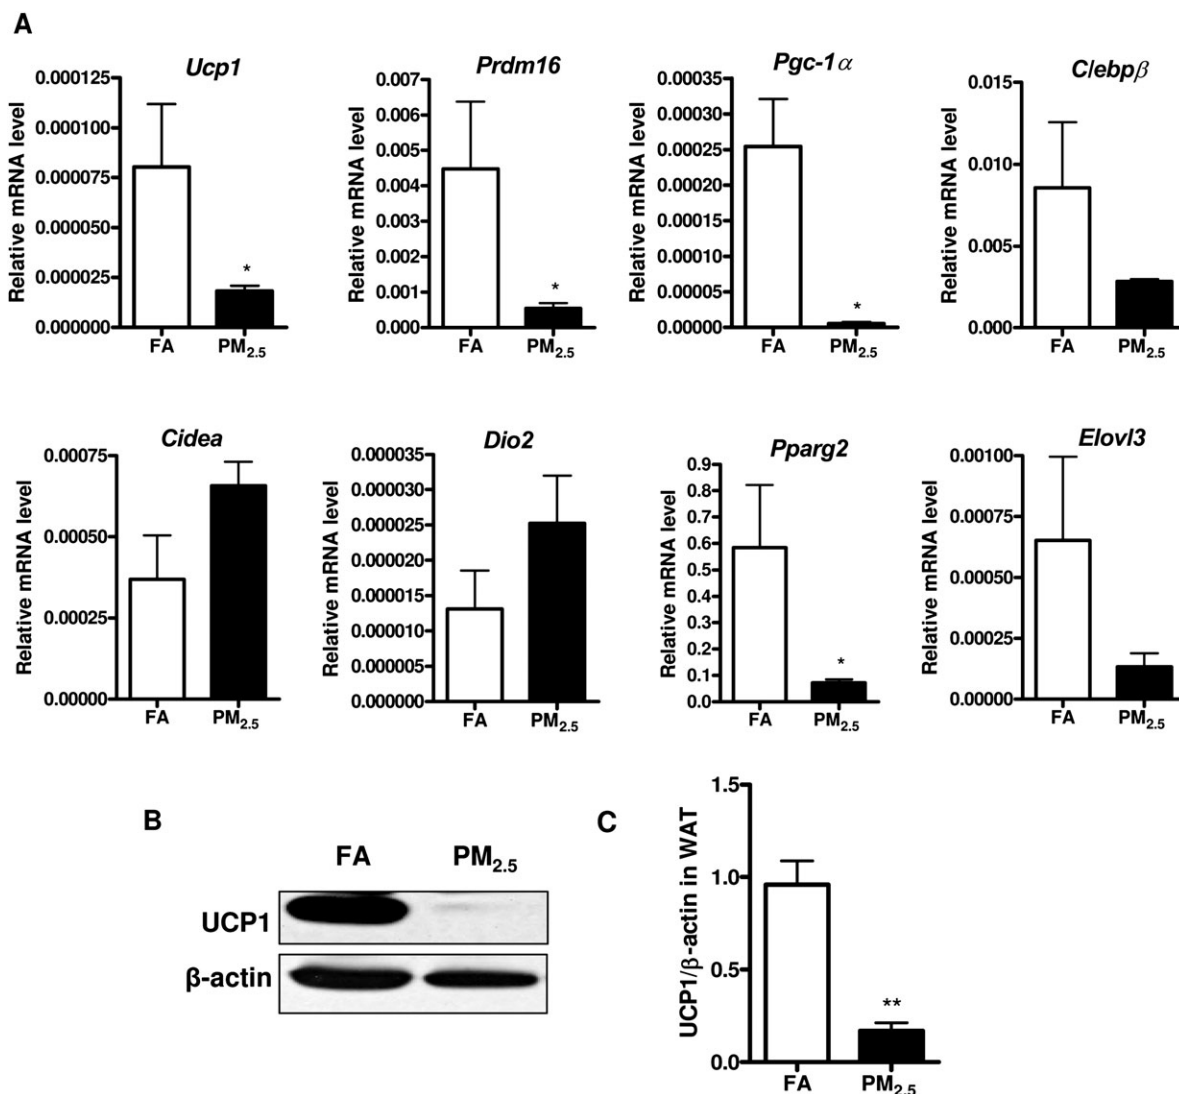 A
Ucp1
Relative mRNA level
0.000125
0.000100
0.000075
0.000050
0.000025
0.000000
*
FA
PM2.5
Prdm16
Relative mRNA level
0.007
0.006
0.005
0.004
0.003
0.002
0.001
0.000
*
FA
PM2.5
Pgc-1α
Relative mRNA level
0.00035
0.00030
0.00025
0.00020
0.00015
0.00010
0.00005
0.00000
*
FA
PM2.5
C/ebpβ
Relative mRNA level
0.015
0.010
0.005
0.000
FA
PM2.5
Cidea
Relative mRNA level
0.00075
0.00050
0.00025
0.00000
FA
PM2.5
Dio2
Relative mRNA level
0.000035
0.000030
0.000025
0.000020
0.000015
0.000010
0.000005
0.000000
FA
PM2.5
Pparg2
Relative mRNA level
0.9
0.8
0.7
0.6
0.5
0.4
0.3
0.2
0.1
0.0
*
FA
PM2.5
Elovl3
Relative mRNA level
0.00100
0.00075
0.00050
0.00025
0.00000
FA
PM2.5
B
FA PM2.5
UCP1
β-actin
C
UCP1/β-actin in WAT
1.5
1.0
0.5
0.0
**
FA
PM2.5